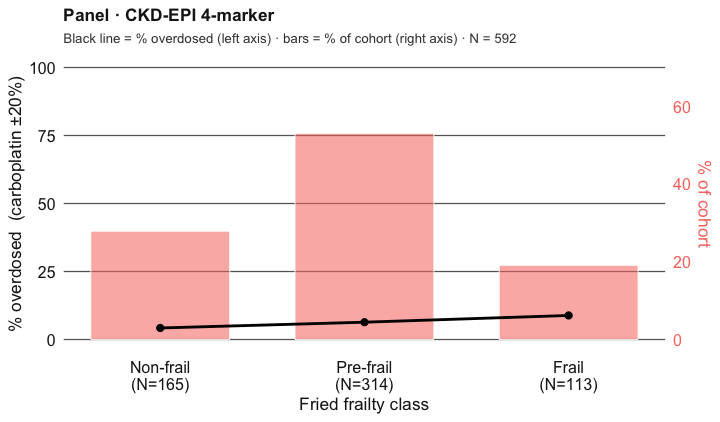 Panel · CKD-EPI 4-marker
Black line = % overdosed (left axis) · bars = % of cohort (right axis) · N = 592
% overdosed  (carboplatin ±20%)
100
75
50
25
0
60
40
20
0
% of cohort
Non-frail
(N=165)
Pre-frail
(N=314)
Frail
(N=113)
Fried frailty class